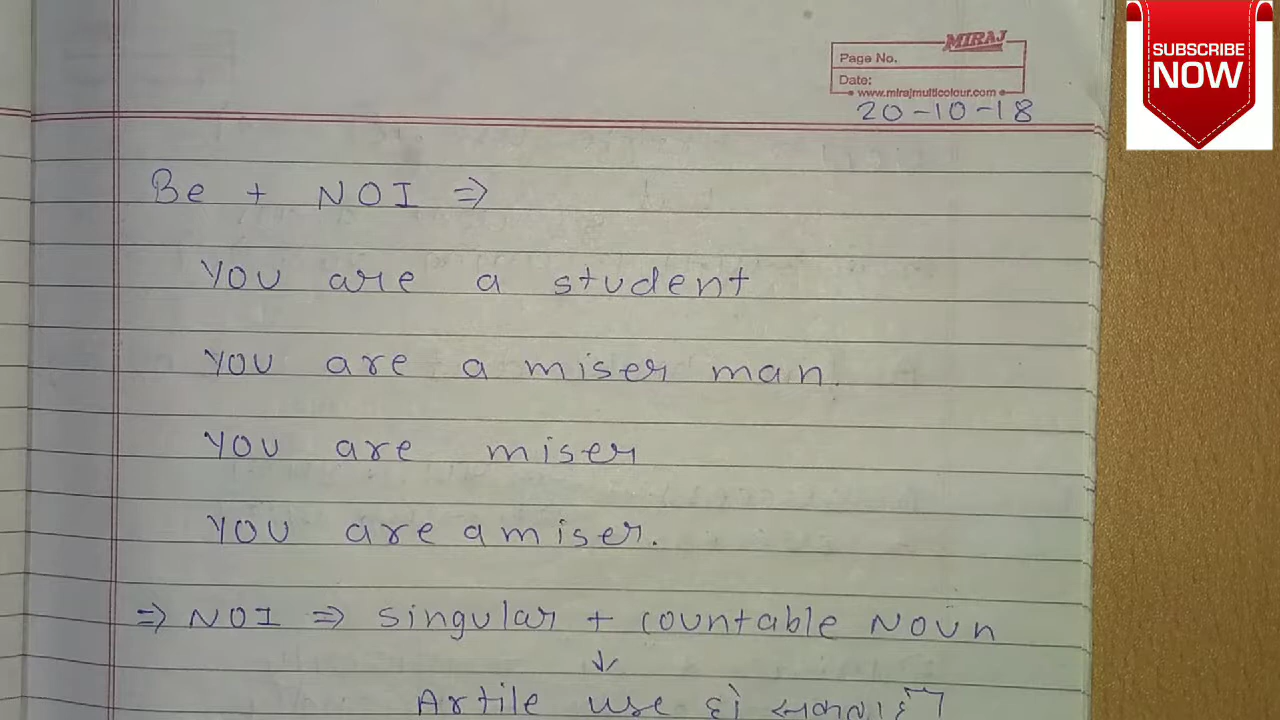 MIRAJ
Page No.
Date:
www.mirajmulticolour.com
20-10-18
SUBSCRIBE
NOW
Be + NOI ⇒
You are a student
You are a miser man.
You are miser
You are a miser.
⇒ NOI ⇒ singular + countable Noun
↓
Artile use हो सकता है